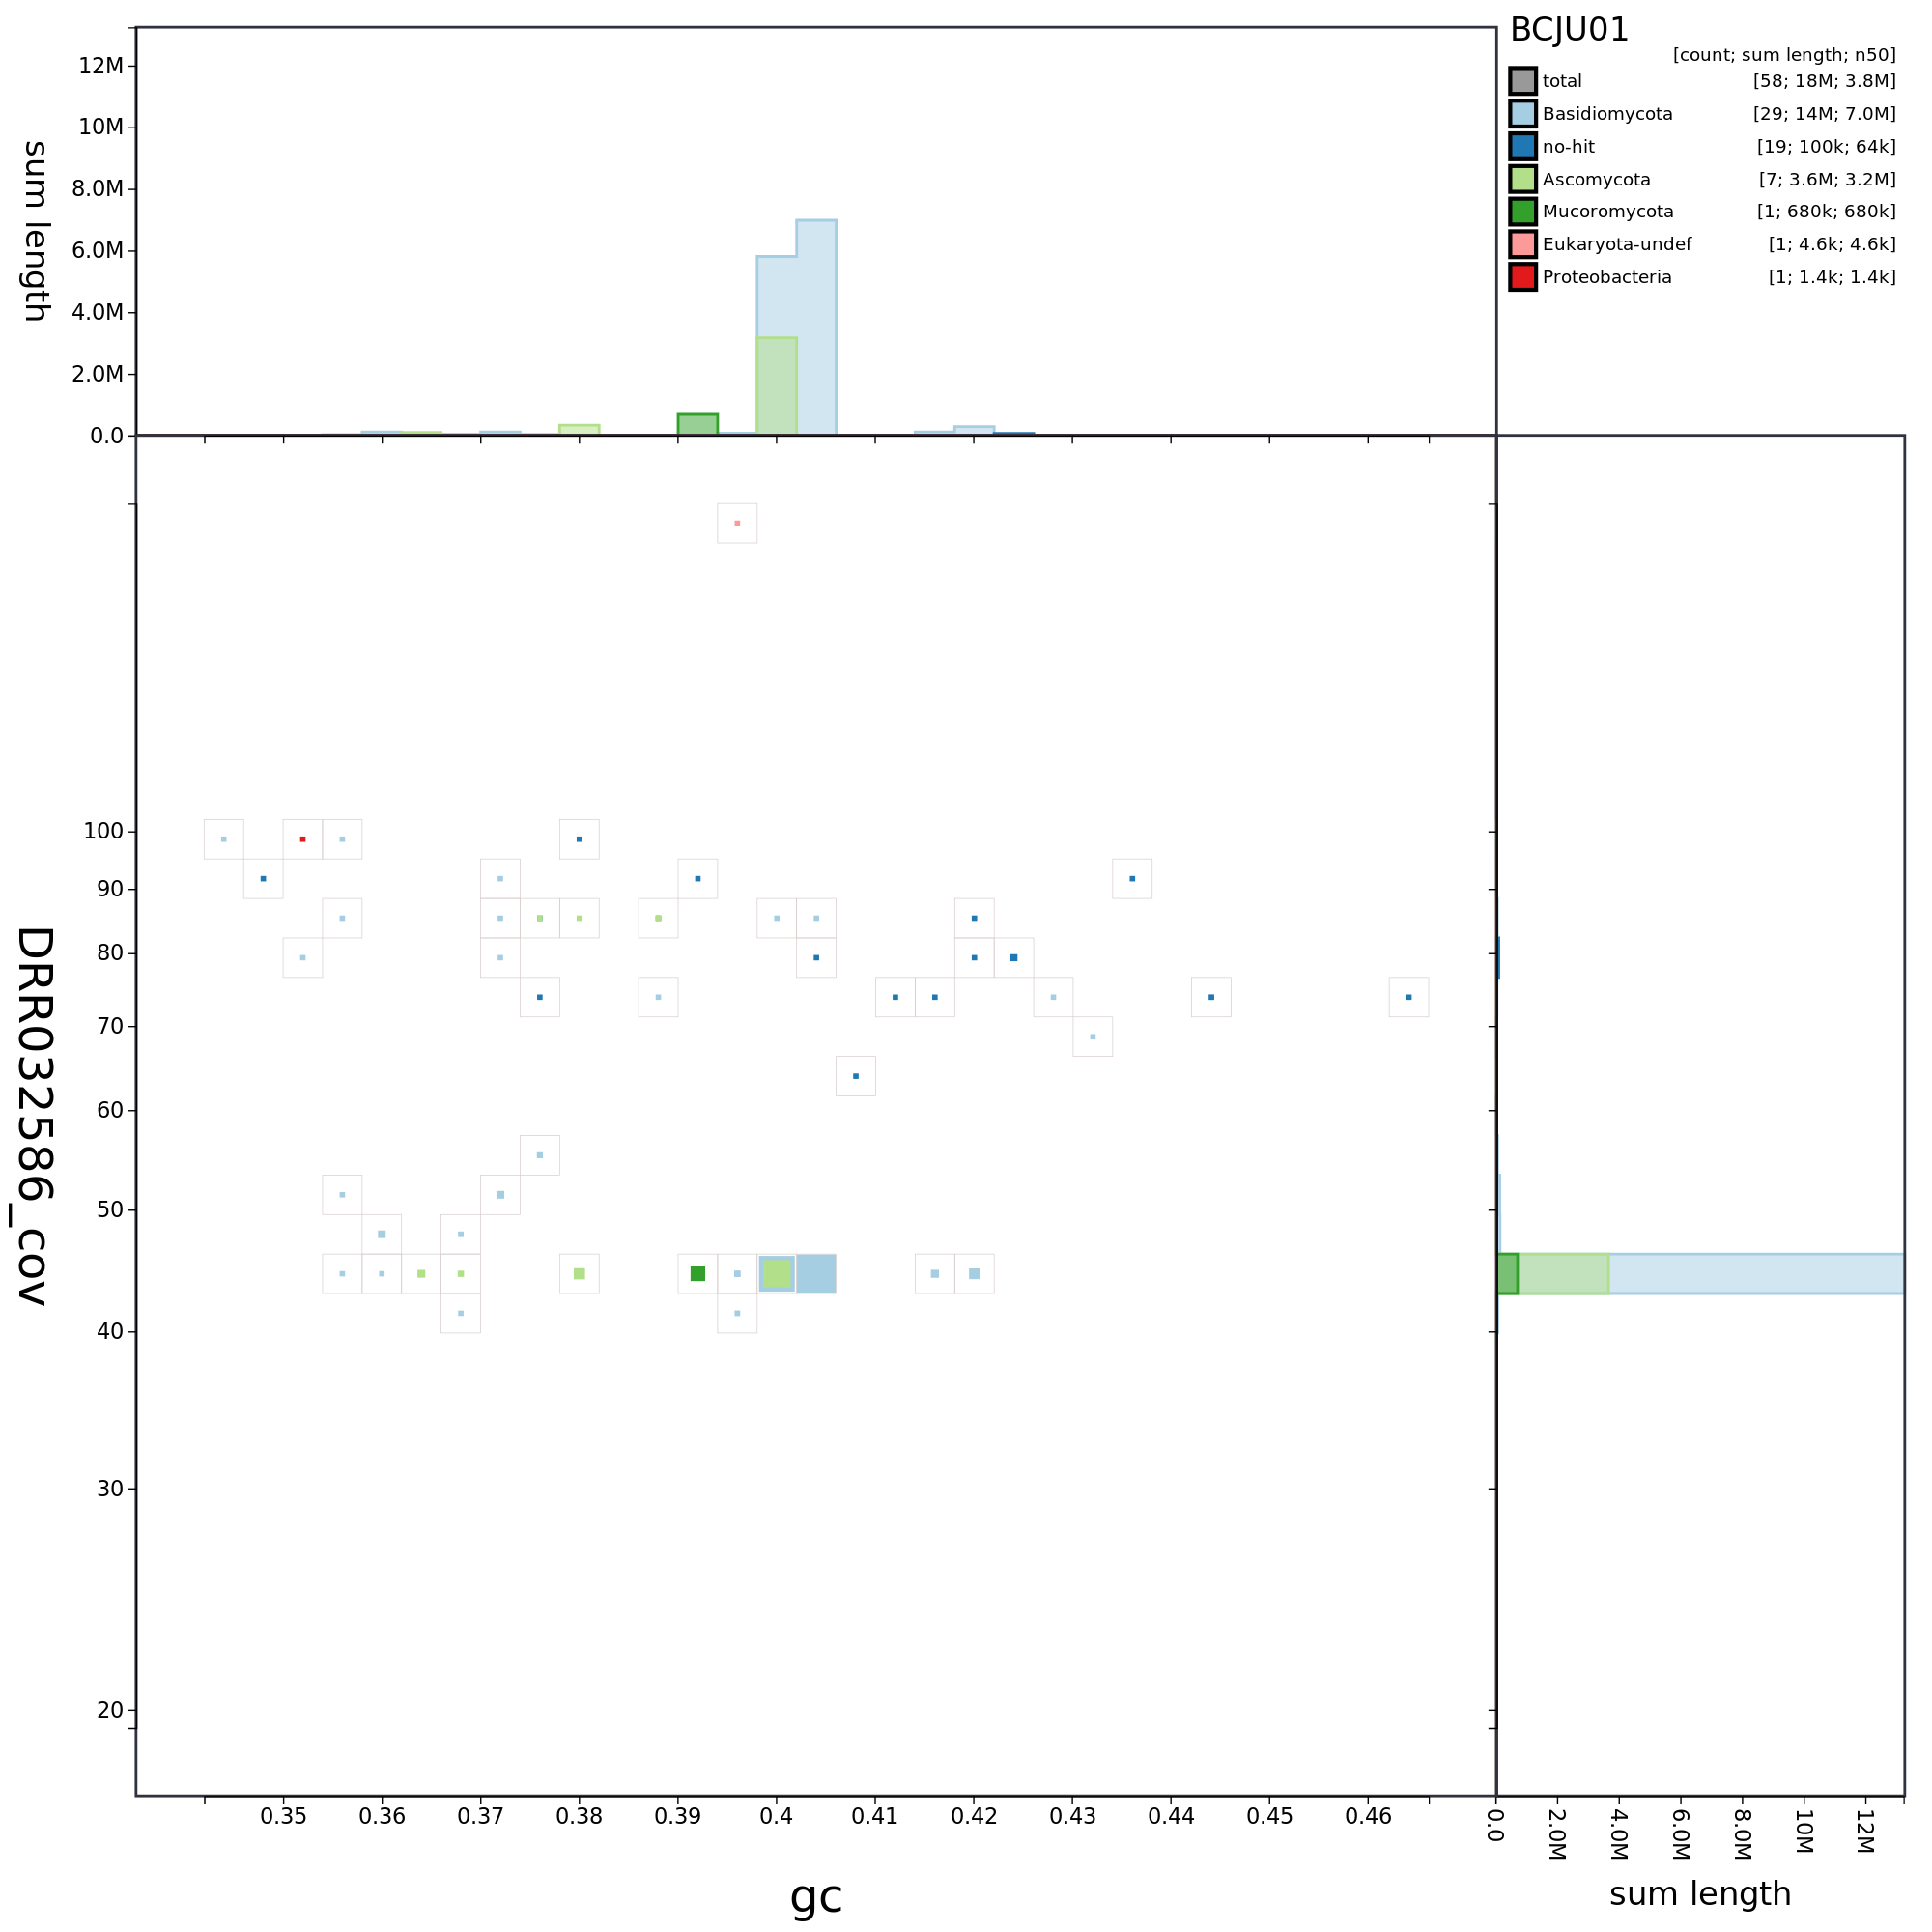 BCJU01
[count; sum length; n50]
total [58; 18M; 3.8M]
Basidiomycota [29; 14M; 7.0M]
no-hit [19; 100k; 64k]
Ascomycota [7; 3.6M; 3.2M]
Mucoromycota [1; 680k; 680k]
Eukaryota-undef [1; 4.6k; 4.6k]
Proteobacteria [1; 1.4k; 1.4k]
sum length
12M
10M
8.0M
6.0M
4.0M
2.0M
0.0
DRR032586_cov
100
90
80
70
60
50
40
30
20
0.35 0.36 0.37 0.38 0.39 0.4 0.41 0.42 0.43 0.44 0.45 0.46
gc
0.0 2.0M 4.0M 6.0M 8.0M 10M 12M
sum length